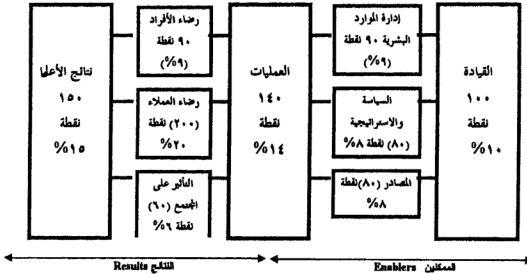 القيادة
١٠٠
نقطة
%١٠
إدارة الموارد
البشرية ٩٠ نقطة
(%٩)
السياسة
والاستراتيجية
(٨٠) نقطة ٨%
المصادر (٨٠)نقطة
%٨
العمليات
١٤٠
نقطة
%١٤
رضاء الأفراد
٩٠ نقطة
(%٩)
رضاء العملاء
(٢٠٠) نقطة
%٢٠
التأثير على
المجتمع (٦٠)
نقطة ٦%
نتائج الأعلا
١٥٠
نقطة
%١٥
الممكنين Enablers
النتائج Results